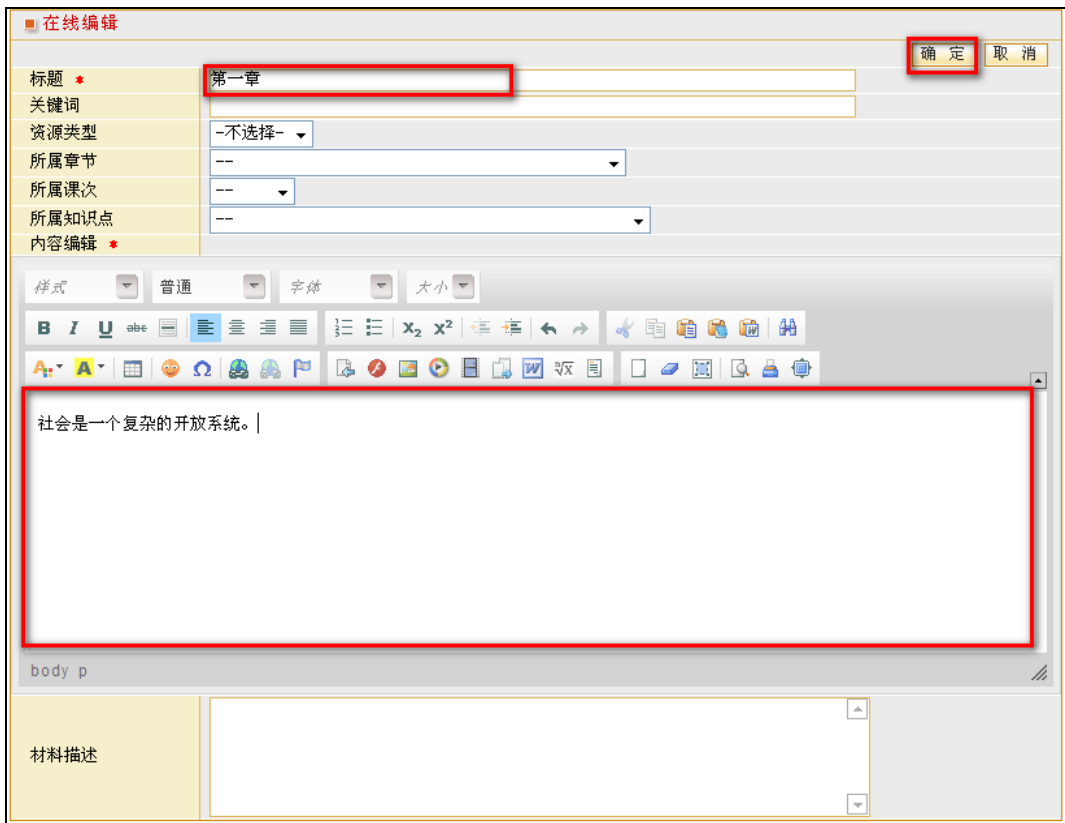 在线编辑
确 定 取 消
标题 * 第一章
关键词
资源类型 -不选择-
所属章节 --
所属课次 --
所属知识点 --
内容编辑 *
样式 普通 字体 大小
B I U abc X₂ X²
A A Ω W √x
社会是一个复杂的开放系统。
body p
材料描述